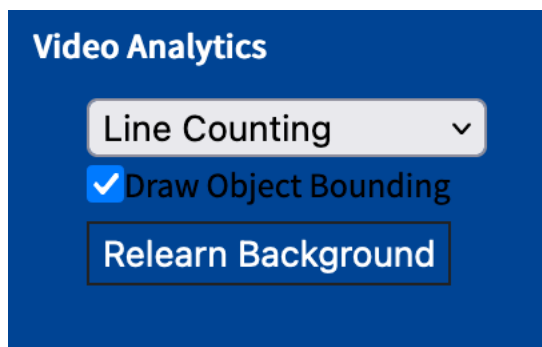 Video Analytics
Line Counting
Draw Object Bounding
Relearn Background